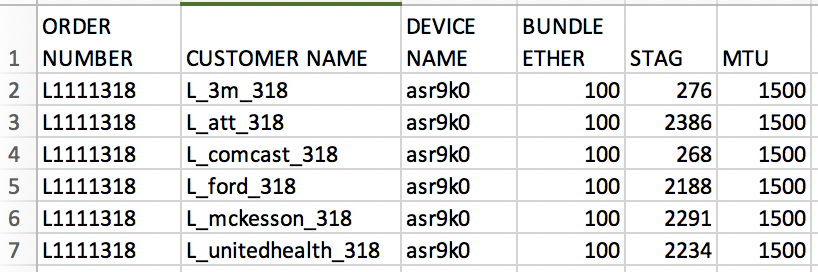 ORDER DEVICE BUNDLE
1 NUMBER CUSTOMER NAME NAME ETHER STAG MTU
2 L1111318 L_3m_318 asr9k0 100 276 1500
3 L1111318 L_att_318 asr9k0 100 2386 1500
4 L1111318 L_comcast_318 asr9k0 100 268 1500
5 L1111318 L_ford_318 asr9k0 100 2188 1500
6 L1111318 L_mckesson_318 asr9k0 100 2291 1500
7 L1111318 L_unitedhealth_318 asr9k0 100 2234 1500